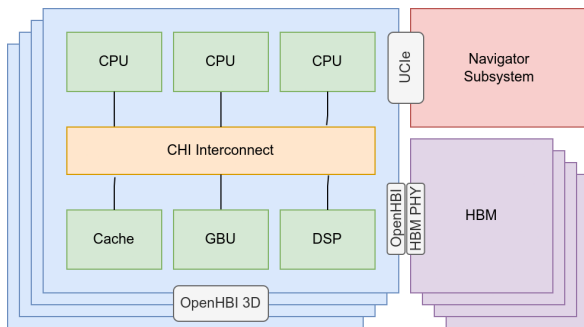 CPU
CPU
CPU
UCIe
Navigator
Subsystem
CHI Interconnect
Cache
GBU
DSP
OpenHBI
HBM PHY
HBM
OpenHBI 3D